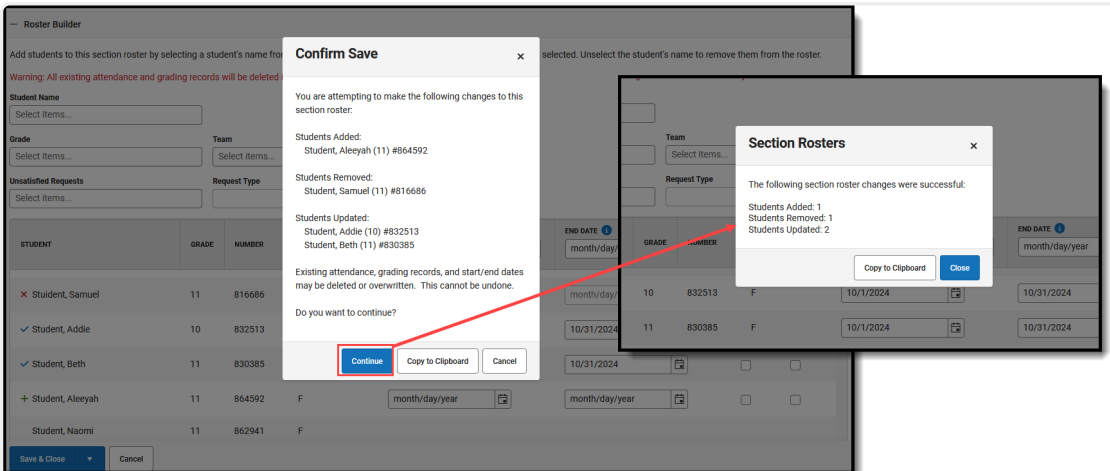 Roster Builder
Add students to this section roster by selecting a student's name fro
selected. Unselect the student's name to remove them from the roster.
Warning: All existing attendance and grading records will be deleted
Student Name
Select items...
Grade
Team
Select items...
Select items...
Unsatisfied Requests
Request Type
Select items...
STUDENT
GRADE
NUMBER
END DATE
month/day/
Stuident, Samuel
11
816686
month/day/
Student, Addie
10
832513
10/31/2024
Student, Beth
11
830385
10/31/2024
Student, Aleeyah
11
864592
F
month/day/year
month/day/year
Student, Naomi
11
862941
F
Save & Close
Cancel
Confirm Save
You are attempting to make the following changes to this
section roster:
Students Added:
Student, Aleeyah (11) #864592
Students Removed:
Student, Samuel (11) #816686
Students Updated:
Student, Addie (10) #832513
Student, Beth (11) #830385
Existing attendance, grading records, and start/end dates
may be deleted or overwritten. This cannot be undone.
Do you want to continue?
Continue
Copy to Clipboard
Cancel
Team
Select items...
Request Type
GRADE
NUMBER
END DATE
month/day/year
10
832513
F
10/1/2024
10/31/2024
11
830385
F
10/1/2024
10/31/2024
Section Rosters
The following section roster changes were successful:
Students Added: 1
Students Removed: 1
Students Updated: 2
Copy to Clipboard
Close